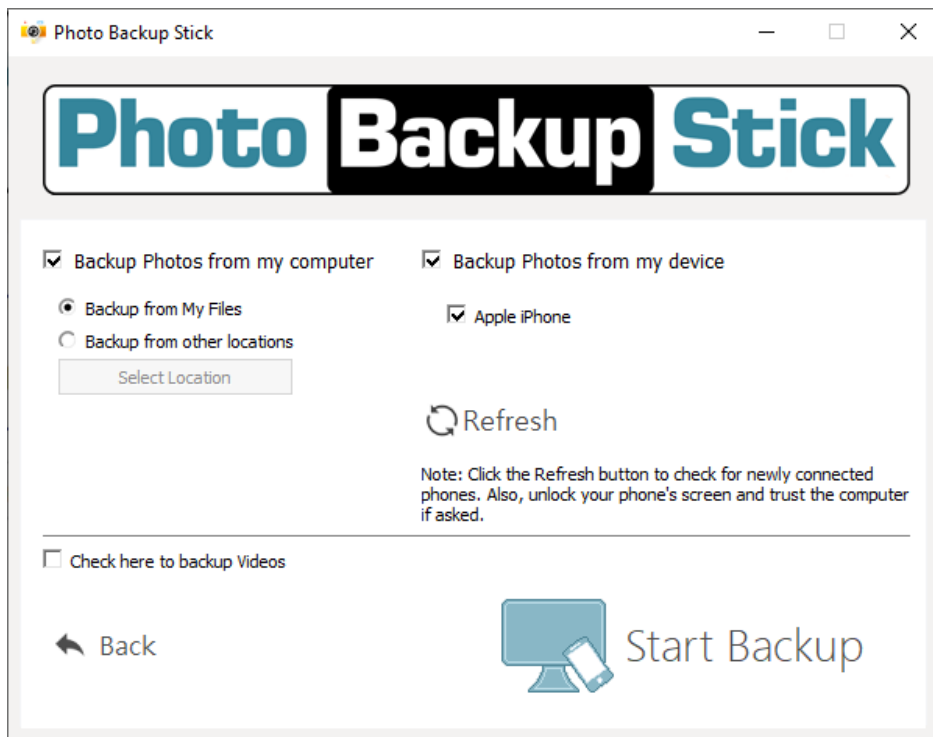 Photo Backup Stick
Photo Backup Stick
Backup Photos from my computer
Backup from My Files
Backup from other locations
Select Location
Backup Photos from my device
Apple iPhone
Refresh
Note: Click the Refresh button to check for newly connected
phones. Also, unlock your phone's screen and trust the computer
if asked.
Check here to backup Videos
Back
Start Backup